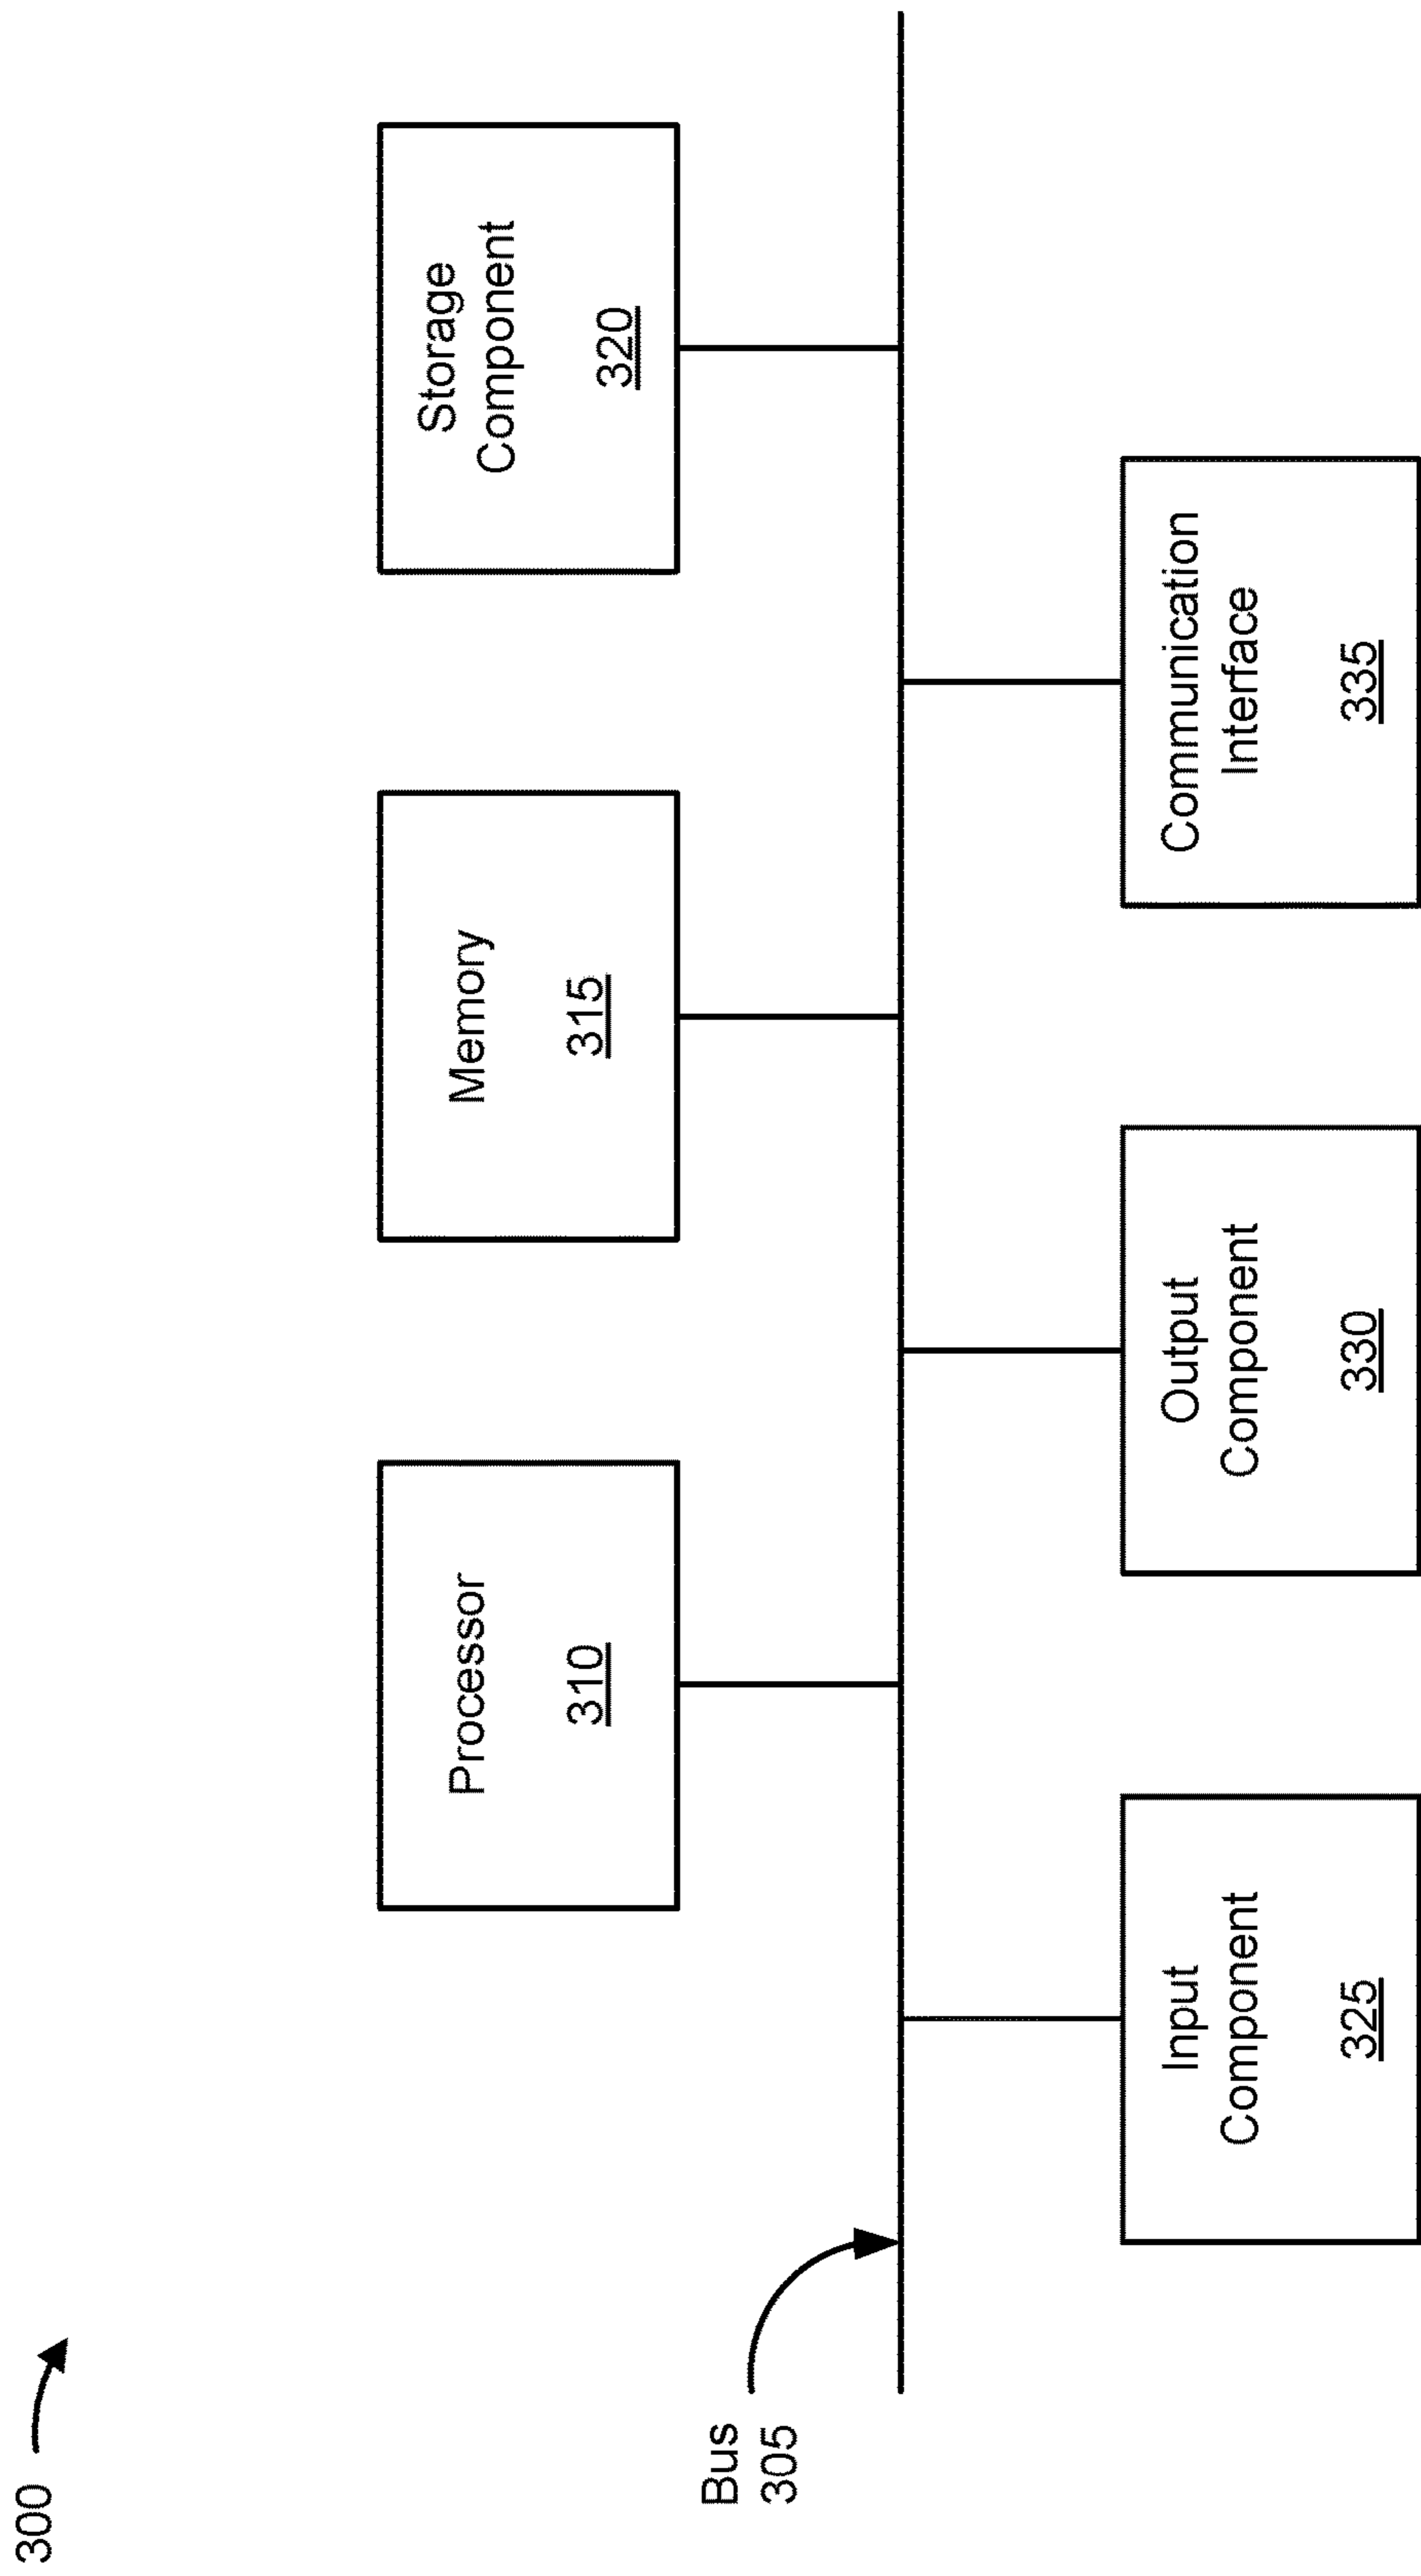 300
Processor
310
Memory
315
Storage
Component
320
Bus
305
Input
Component
325
Output
Component
330
Communication
Interface
335